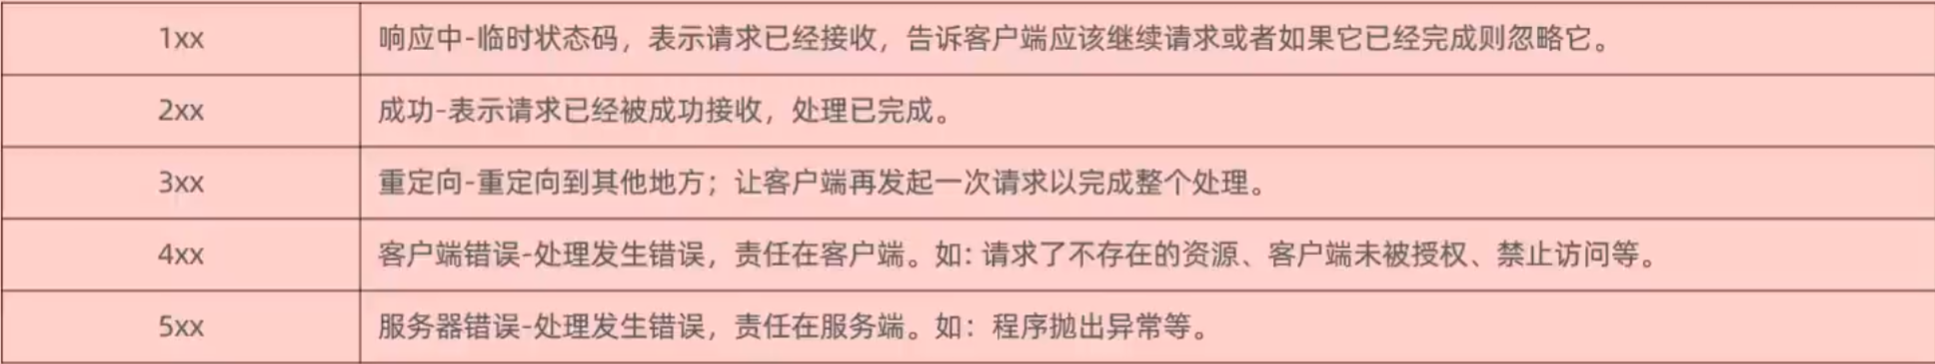 1xx 响应中-临时状态码，表示请求已经接收，告诉客户端应该继续请求或者如果它已经完成则忽略它。
2xx 成功-表示请求已经被成功接收，处理已完成。
3xx 重定向-重定向到其他地方；让客户端再发起一次请求以完成整个处理。
4xx 客户端错误-处理发生错误，责任在客户端。如：请求了不存在的资源、客户端未被授权、禁止访问等。
5xx 服务器错误-处理发生错误，责任在服务端。如：程序抛出异常等。